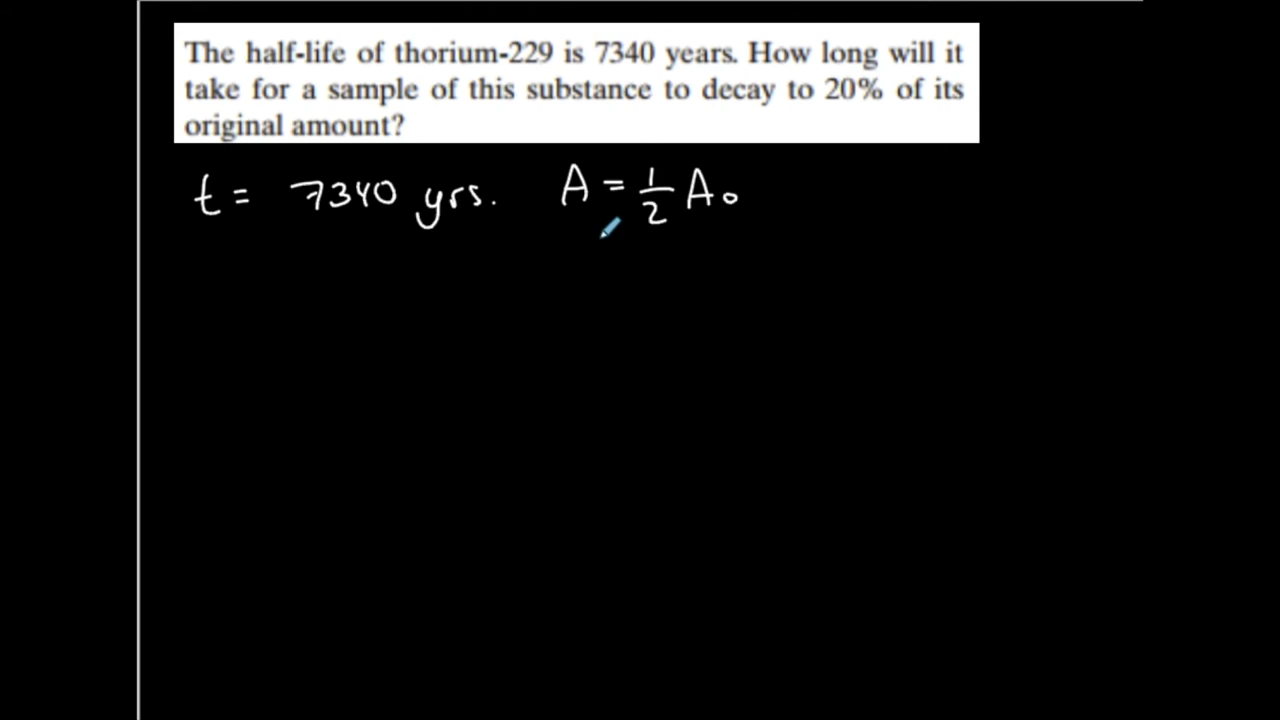 The half-life of thorium-229 is 7340 years. How long will it
take for a sample of this substance to decay to 20% of its
original amount?
t = 7340 yrs. A = 1/2 A₀